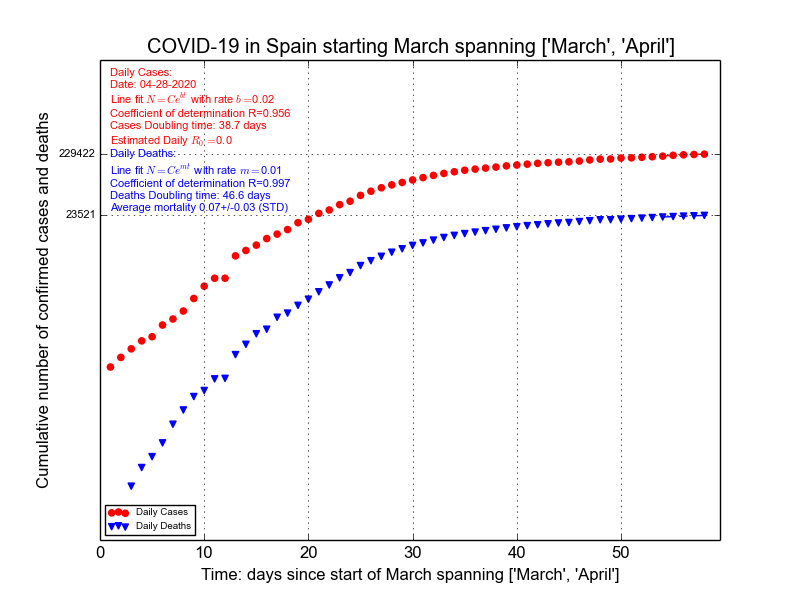 COVID-19 in Spain starting March spanning ['March', 'April']
Daily Cases:
Date: 04-28-2020
Line fit N = Ce^{bt} with rate b = 0.02
Coefficient of determination R=0.956
Cases Doubling time: 38.7 days
Estimated Daily R_0 = 0.0
Daily Deaths:
Line fit N = Ce^{mt} with rate m = 0.01
Coefficient of determination R=0.997
Deaths Doubling time: 46.6 days
Average mortality 0.07+/-0.03 (STD)
229422
23521
Cumulative number of confirmed cases and deaths
Daily Cases
Daily Deaths
0 10 20 30 40 50
Time: days since start of March spanning ['March', 'April']